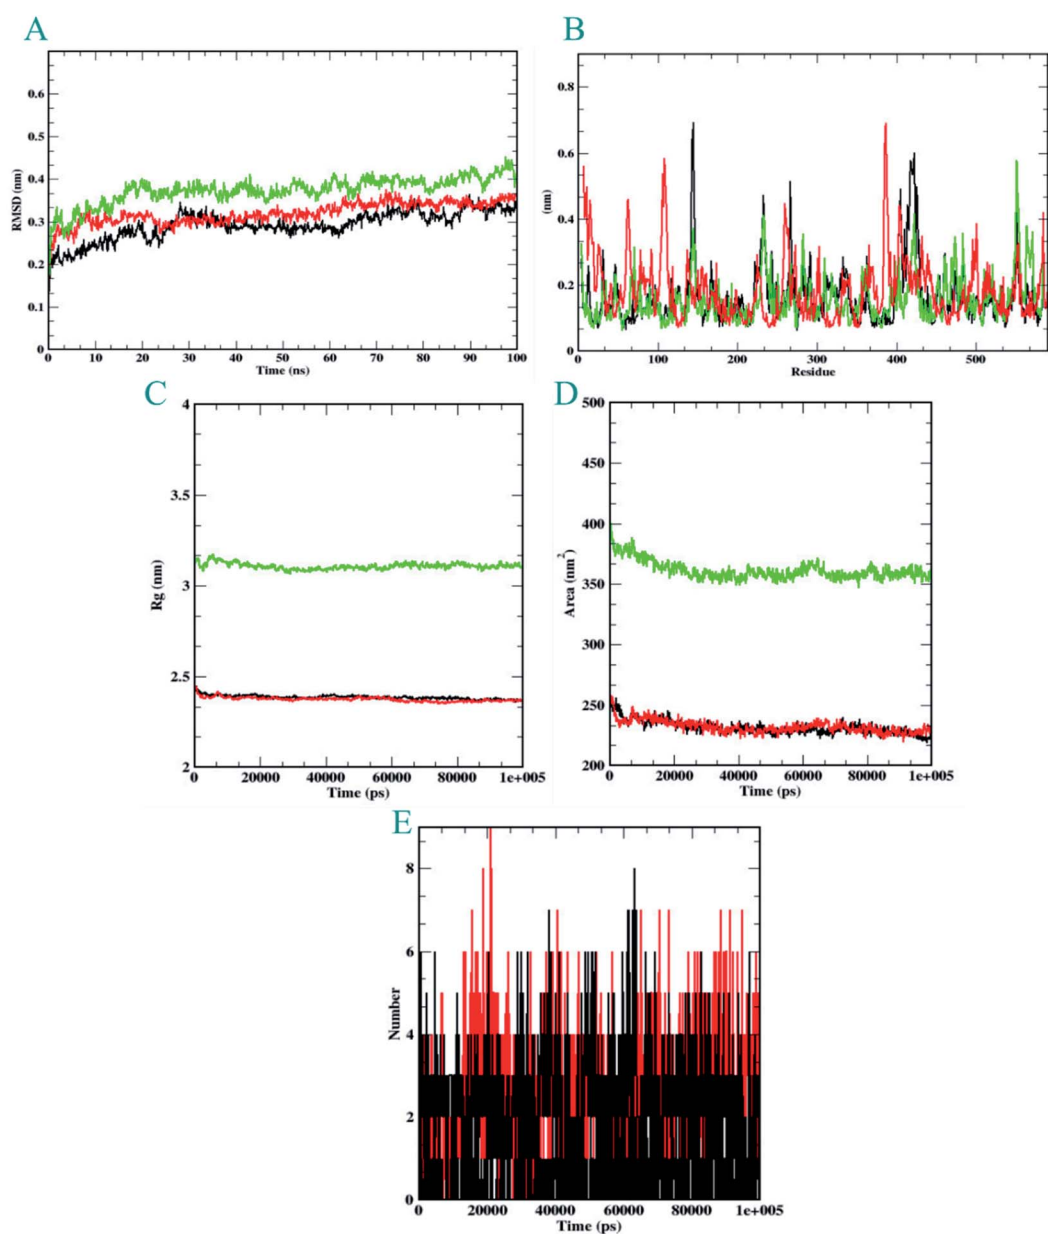 A
RMSD (nm)
0.6
0.5
0.4
0.3
0.2
0.1
0
0 10 20 30 40 50 60 70 80 90 100
Time (ns)
B
(nm)
0.8
0.6
0.4
0.2
0
0 100 200 300 400 500
Residue
C
Rg (nm)
4
3.5
3
2.5
2
0 20000 40000 60000 80000 1e+005
Time (ps)
D
Area (nm²)
500
450
400
350
300
250
200
0 20000 40000 60000 80000 1e+005
Time (ps)
E
Number
8
6
4
2
0
0 20000 40000 60000 80000 1e+005
Time (ps)